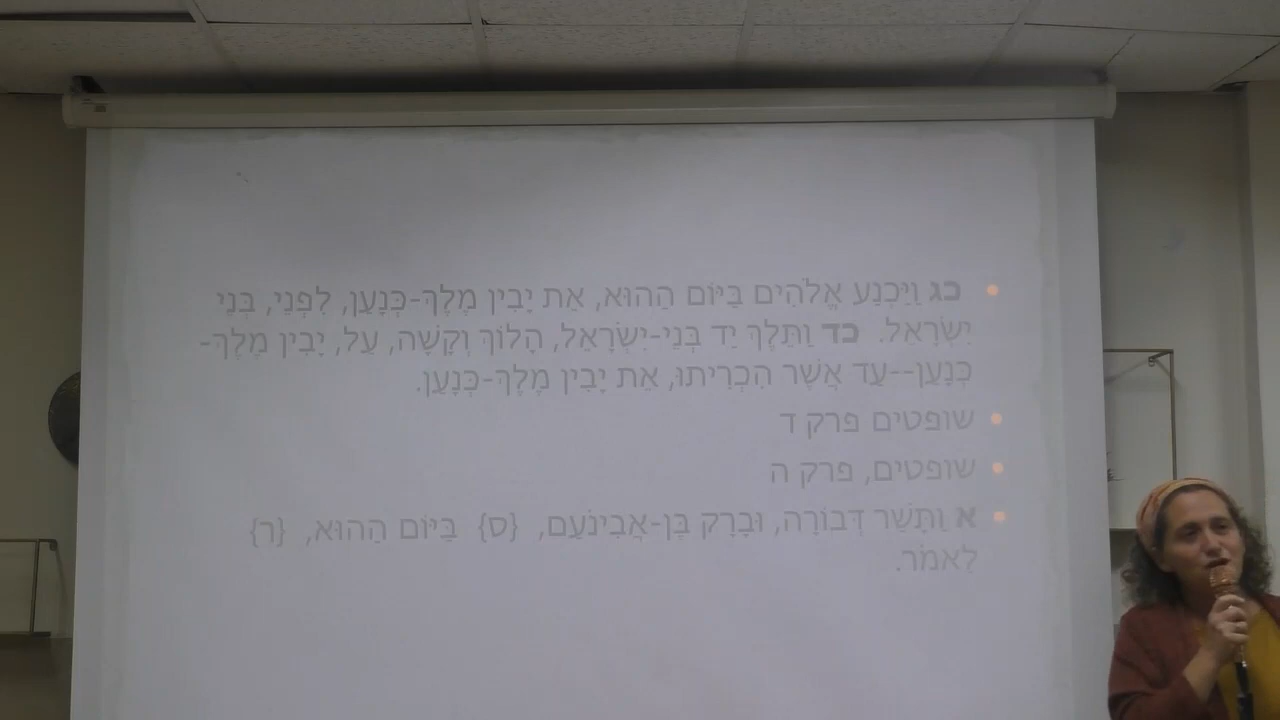 כג וַיַּכְנַע אֱלֹהִים בַּיּוֹם הַהוּא, אֵת יָבִין מֶלֶךְ-כְּנָעַן, לִפְנֵי, בְּנֵי
יִשְׂרָאֵל. כד וַתֵּלֶךְ יַד בְּנֵי-יִשְׂרָאֵל, הָלוֹךְ וְקָשָׁה, עַל, יָבִין מֶלֶךְ-
כְּנָעַן--עַד אֲשֶׁר הִכְרִיתוּ, אֵת יָבִין מֶלֶךְ-כְּנָעַן.
שופטים פרק ד
שופטים, פרק ה
א וַתָּשַׁר דְּבוֹרָה, וּבָרָק בֶּן-אֲבִינֹעַם, {ס} בַּיּוֹם הַהוּא, {ר}
לֵאמֹר.